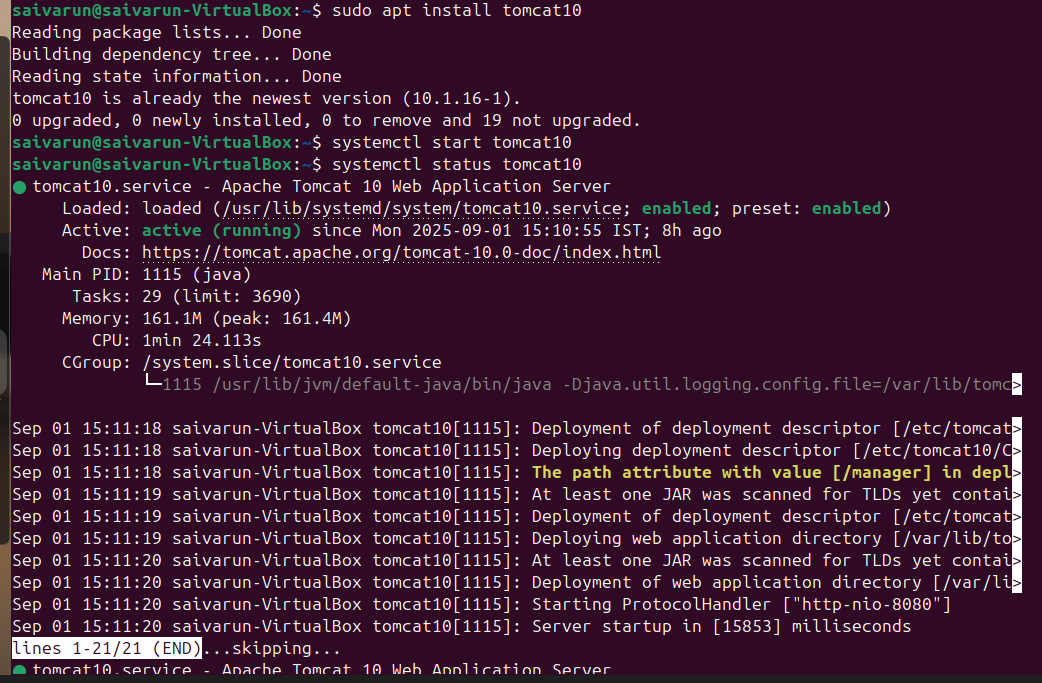 saivarun@saivarun-VirtualBox:~$ sudo apt install tomcat10
Reading package lists... Done
Building dependency tree... Done
Reading state information... Done
tomcat10 is already the newest version (10.1.16-1).
0 upgraded, 0 newly installed, 0 to remove and 19 not upgraded.
saivarun@saivarun-VirtualBox:~$ systemctl start tomcat10
saivarun@saivarun-VirtualBox:~$ systemctl status tomcat10
● tomcat10.service - Apache Tomcat 10 Web Application Server
Loaded: loaded (/usr/lib/systemd/system/tomcat10.service; enabled; preset: enabled)
Active: active (running) since Mon 2025-09-01 15:10:55 IST; 8h ago
Docs: https://tomcat.apache.org/tomcat-10.0-doc/index.html
Main PID: 1115 (java)
Tasks: 29 (limit: 3690)
Memory: 161.1M (peak: 161.4M)
CPU: 1min 24.113s
CGroup: /system.slice/tomcat10.service
└─1115 /usr/lib/jvm/default-java/bin/java -Djava.util.logging.config.file=/var/lib/tomc>
Sep 01 15:11:18 saivarun-VirtualBox tomcat10[1115]: Deployment of deployment descriptor [/etc/tomcat>
Sep 01 15:11:18 saivarun-VirtualBox tomcat10[1115]: Deploying deployment descriptor [/etc/tomcat10/C>
Sep 01 15:11:18 saivarun-VirtualBox tomcat10[1115]: The path attribute with value [/manager] in depl>
Sep 01 15:11:19 saivarun-VirtualBox tomcat10[1115]: At least one JAR was scanned for TLDs yet contai>
Sep 01 15:11:19 saivarun-VirtualBox tomcat10[1115]: Deployment of deployment descriptor [/etc/tomcat>
Sep 01 15:11:19 saivarun-VirtualBox tomcat10[1115]: Deploying web application directory [/var/lib/to>
Sep 01 15:11:20 saivarun-VirtualBox tomcat10[1115]: At least one JAR was scanned for TLDs yet contai>
Sep 01 15:11:20 saivarun-VirtualBox tomcat10[1115]: Deployment of web application directory [/var/li>
Sep 01 15:11:20 saivarun-VirtualBox tomcat10[1115]: Starting ProtocolHandler ["http-nio-8080"]
Sep 01 15:11:20 saivarun-VirtualBox tomcat10[1115]: Server startup in [15853] milliseconds
lines 1-21/21 (END)...skipping...
● tomcat10.service - Apache Tomcat 10 Web Application Server